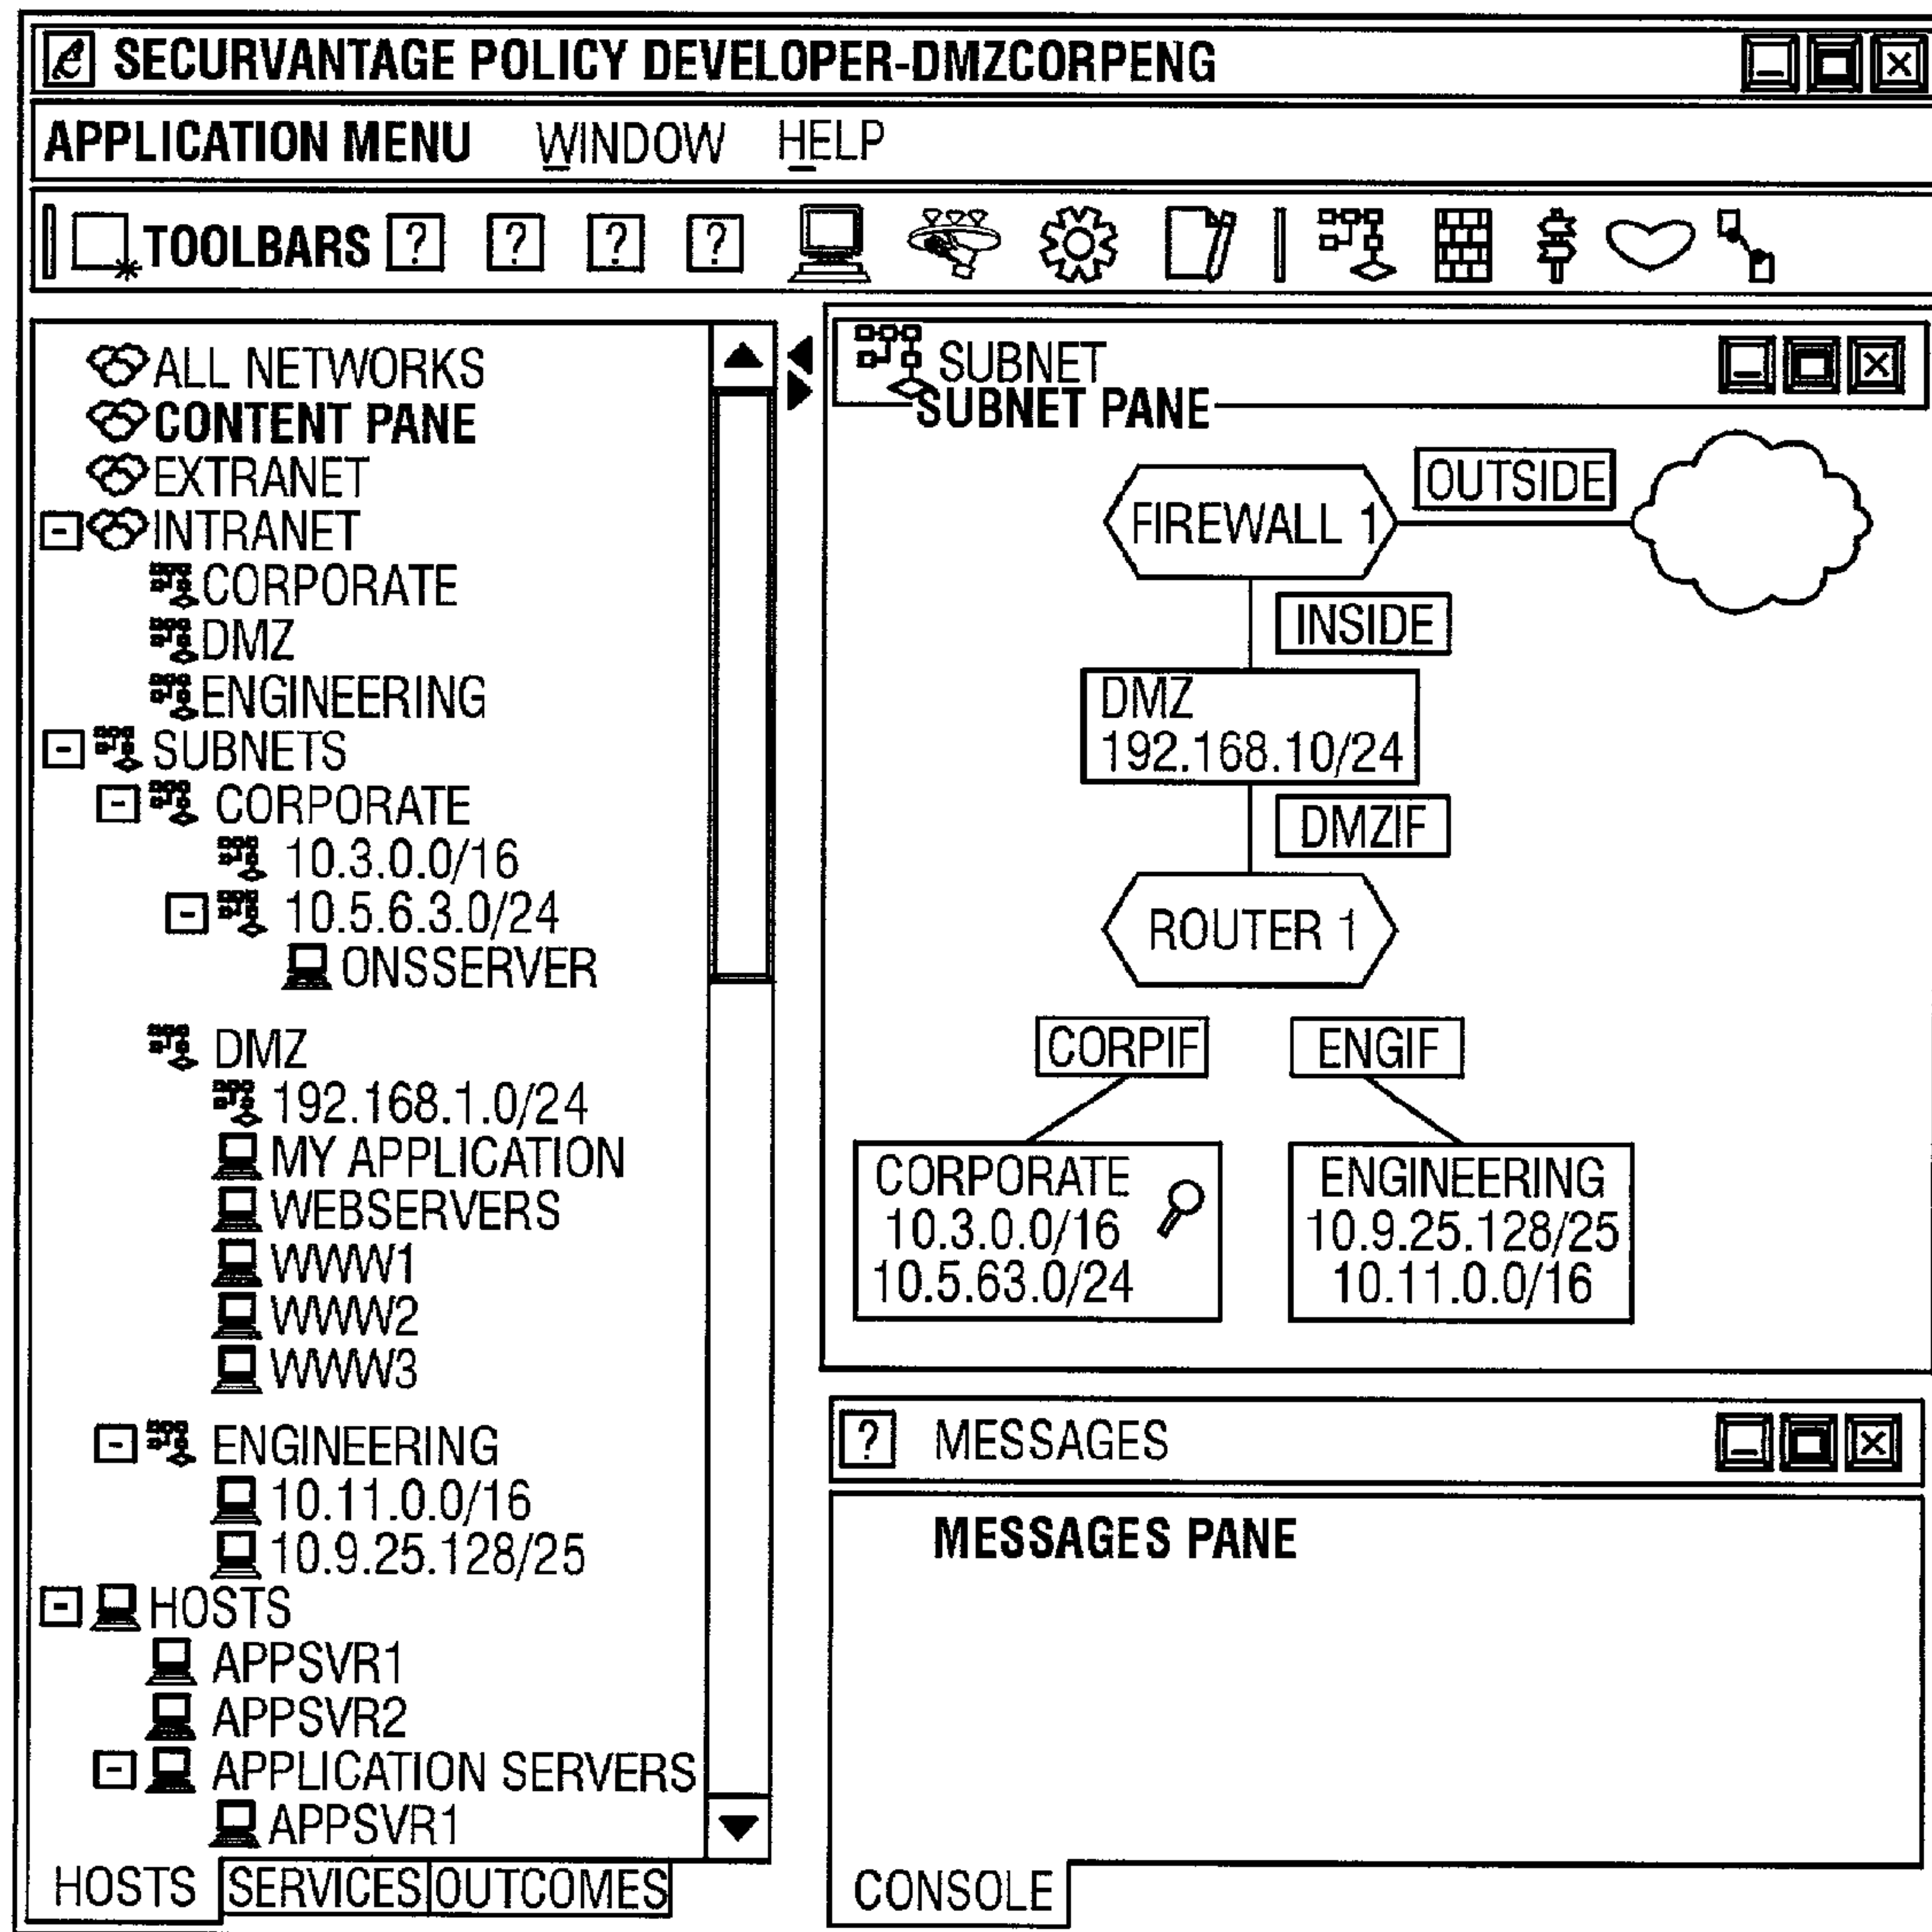 SECURVANTAGE POLICY DEVELOPER-DMZCORPENG
APPLICATION MENU WINDOW HELP
TOOLBARS ? ? ? ?
ALL NETWORKS
CONTENT PANE
EXTRANET
INTRANET
CORPORATE
DMZ
ENGINEERING
SUBNETS
CORPORATE
10.3.0.0/16
10.5.6.3.0/24
ONSSERVER
DMZ
192.168.1.0/24
MY APPLICATION
WEBSERVERS
WWW1
WWW2
WWW3
ENGINEERING
10.11.0.0/16
10.9.25.128/25
HOSTS
APPSVR1
APPSVR2
APPLICATION SERVERS
APPSVR1
HOSTS SERVICES OUTCOMES
SUBNET
SUBNET PANE
OUTSIDE
FIREWALL 1
INSIDE
DMZ
192.168.10/24
DMZIF
ROUTER 1
CORPIF ENGIF
CORPORATE
10.3.0.0/16
10.5.63.0/24
ENGINEERING
10.9.25.128/25
10.11.0.0/16
? MESSAGES
MESSAGES PANE
CONSOLE